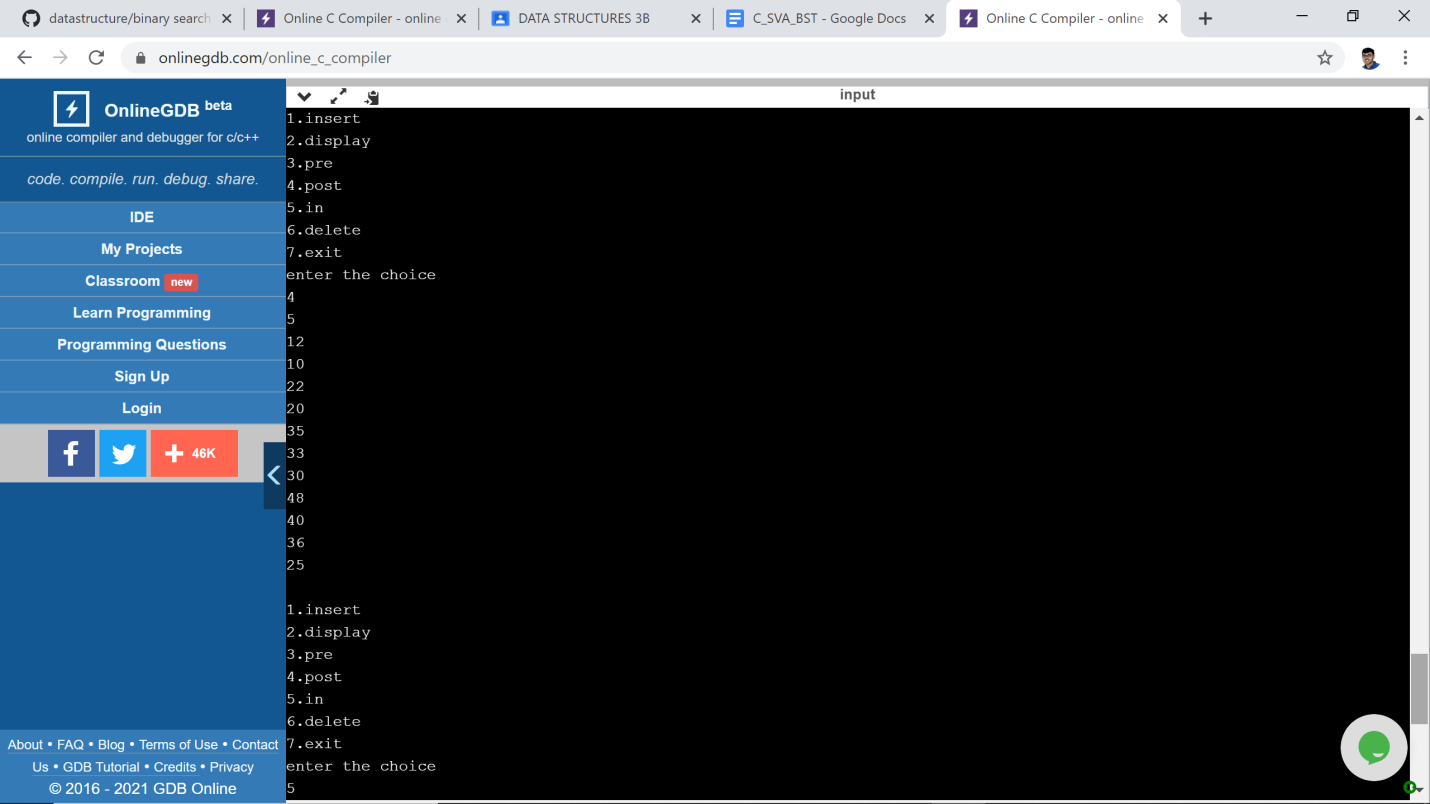 datastructure/binary search
Online C Compiler - online
DATA STRUCTURES 3B
C_SVA_BST - Google Docs
Online C Compiler - online
onlinegdb.com/online_c_compiler
OnlineGDB beta
online compiler and debugger for c/c++
code. compile. run. debug. share.
IDE
My Projects
Classroom new
Learn Programming
Programming Questions
Sign Up
Login
46K
About • FAQ • Blog • Terms of Use • Contact
Us • GDB Tutorial • Credits • Privacy
© 2016 - 2021 GDB Online
input
1.insert
2.display
3.pre
4.post
5.in
6.delete
7.exit
enter the choice
4
5
12
10
22
20
35
33
30
48
40
36
25
1.insert
2.display
3.pre
4.post
5.in
6.delete
7.exit
enter the choice
5